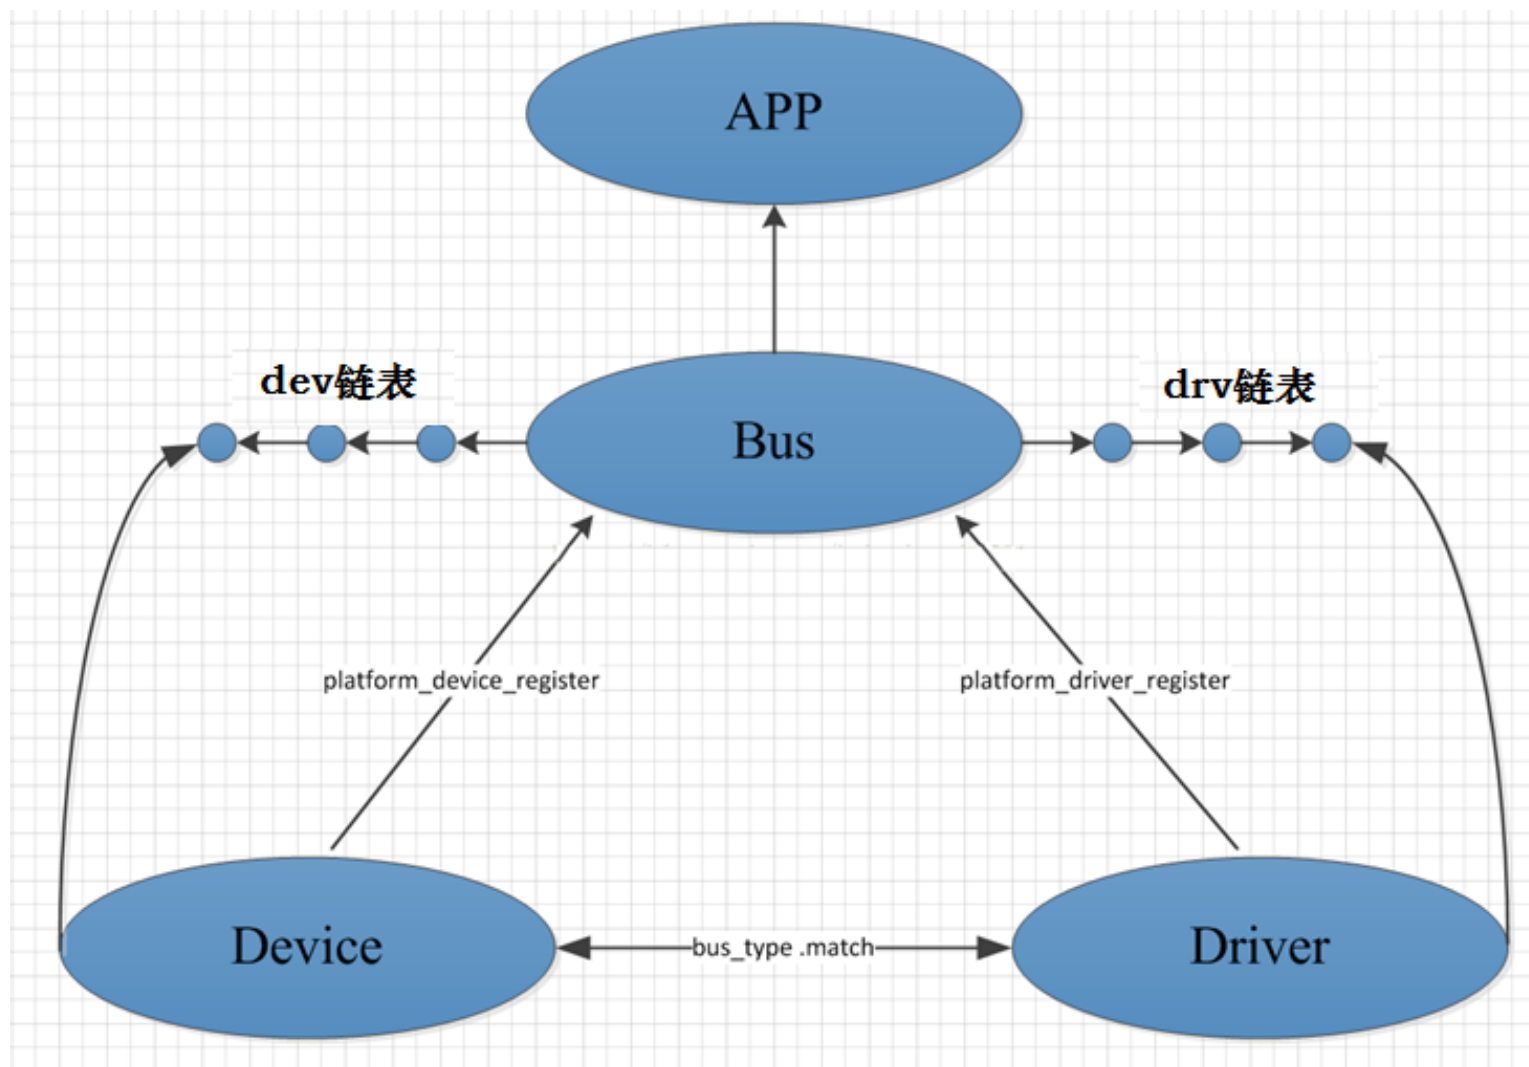 APP
dev链表
drv链表
Bus
platform_device_register
platform_driver_register
Device
bus_type .match
Driver